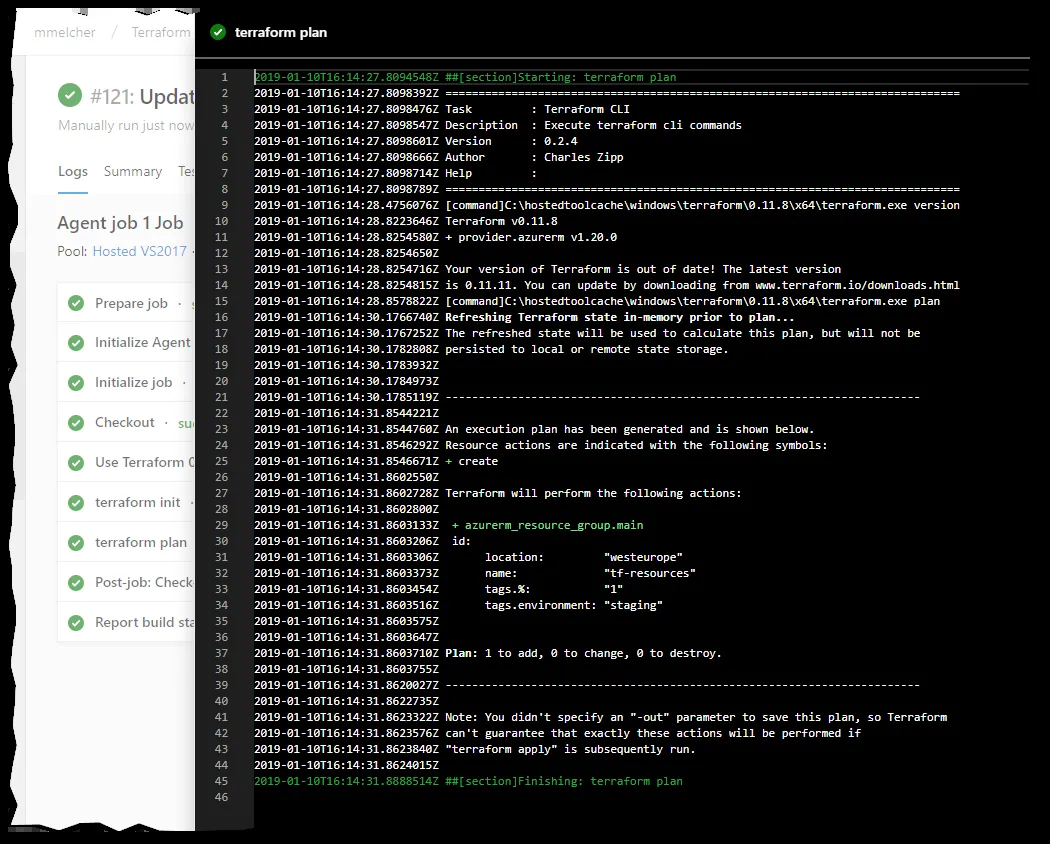 mmelcher / Terraform
#121: Updat
Manually run just now
Logs Summary Tes
Agent job 1 Job
Pool: Hosted VS2017 ·
Prepare job ·
Initialize Agent
Initialize job ·
Checkout · su
Use Terraform 0
terraform init ·
terraform plan
Post-job: Check
Report build sta
terraform plan
1 2019-01-10T16:14:27.8094548Z ##[section]Starting: terraform plan
2 2019-01-10T16:14:27.8098392Z ==============================================================================
3 2019-01-10T16:14:27.8098476Z Task : Terraform CLI
4 2019-01-10T16:14:27.8098547Z Description : Execute terraform cli commands
5 2019-01-10T16:14:27.8098601Z Version : 0.2.4
6 2019-01-10T16:14:27.8098666Z Author : Charles Zipp
7 2019-01-10T16:14:27.8098714Z Help :
8 2019-01-10T16:14:27.8098789Z ==============================================================================
9 2019-01-10T16:14:28.4756076Z [command]C:\hostedtoolcache\windows\terraform\0.11.8\x64\terraform.exe version
10 2019-01-10T16:14:28.8223646Z Terraform v0.11.8
11 2019-01-10T16:14:28.8254580Z + provider.azurerm v1.20.0
12 2019-01-10T16:14:28.8254650Z
13 2019-01-10T16:14:28.8254716Z Your version of Terraform is out of date! The latest version
14 2019-01-10T16:14:28.8254815Z is 0.11.11. You can update by downloading from www.terraform.io/downloads.html
15 2019-01-10T16:14:28.8578822Z [command]C:\hostedtoolcache\windows\terraform\0.11.8\x64\terraform.exe plan
16 2019-01-10T16:14:30.1766740Z Refreshing Terraform state in-memory prior to plan...
17 2019-01-10T16:14:30.1767252Z The refreshed state will be used to calculate this plan, but will not be
18 2019-01-10T16:14:30.1782808Z persisted to local or remote state storage.
19 2019-01-10T16:14:30.1783932Z
20 2019-01-10T16:14:30.1784973Z
21 2019-01-10T16:14:30.1785119Z ------------------------------------------------------------------------
22 2019-01-10T16:14:31.8544221Z
23 2019-01-10T16:14:31.8544760Z An execution plan has been generated and is shown below.
24 2019-01-10T16:14:31.8546292Z Resource actions are indicated with the following symbols:
25 2019-01-10T16:14:31.8546671Z + create
26 2019-01-10T16:14:31.8602550Z
27 2019-01-10T16:14:31.8602728Z Terraform will perform the following actions:
28 2019-01-10T16:14:31.8602800Z
29 2019-01-10T16:14:31.8603133Z + azurerm_resource_group.main
30 2019-01-10T16:14:31.8603206Z id:
31 2019-01-10T16:14:31.8603306Z location: "westeurope"
32 2019-01-10T16:14:31.8603373Z name: "tf-resources"
33 2019-01-10T16:14:31.8603454Z tags.%: "1"
34 2019-01-10T16:14:31.8603516Z tags.environment: "staging"
35 2019-01-10T16:14:31.8603575Z
36 2019-01-10T16:14:31.8603647Z
37 2019-01-10T16:14:31.8603710Z Plan: 1 to add, 0 to change, 0 to destroy.
38 2019-01-10T16:14:31.8603755Z
39 2019-01-10T16:14:31.8620027Z ------------------------------------------------------------------------
40 2019-01-10T16:14:31.8622735Z
41 2019-01-10T16:14:31.8623322Z Note: You didn't specify an "-out" parameter to save this plan, so Terraform
42 2019-01-10T16:14:31.8623576Z can't guarantee that exactly these actions will be performed if
43 2019-01-10T16:14:31.8623840Z "terraform apply" is subsequently run.
44 2019-01-10T16:14:31.8624015Z
45 2019-01-10T16:14:31.8888514Z ##[section]Finishing: terraform plan
46